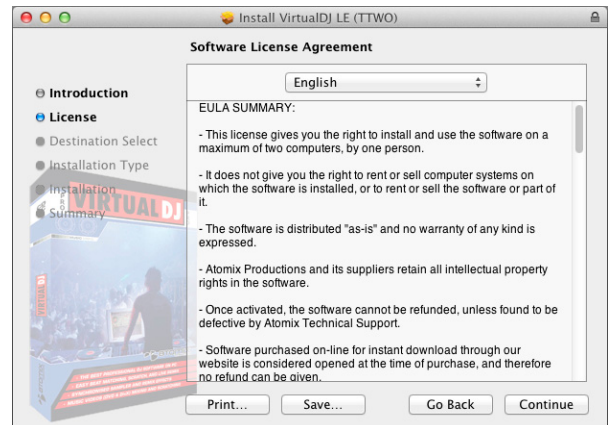 Install VirtualDJ LE (TTWO)
Software License Agreement
English
Introduction
License
Destination Select
Installation Type
Installation
Summary
EULA SUMMARY:
- This license gives you the right to install and use the software on a
maximum of two computers, by one person.
- It does not give you the right to rent or sell computer systems on
which the software is installed, or to rent or sell the software or part of
it.
- The software is distributed "as-is" and no warranty of any kind is
expressed.
- Atomix Productions and its suppliers retain all intellectual property
rights in the software.
- Once activated, the software cannot be refunded, unless found to be
defective by Atomix Technical Support.
- Software purchased on-line for instant download through our
website is considered opened at the time of purchase, and therefore
no refund can be given.
VIRTUAL DJ
VIRTUAL DJ
Print...
Save...
Go Back
Continue